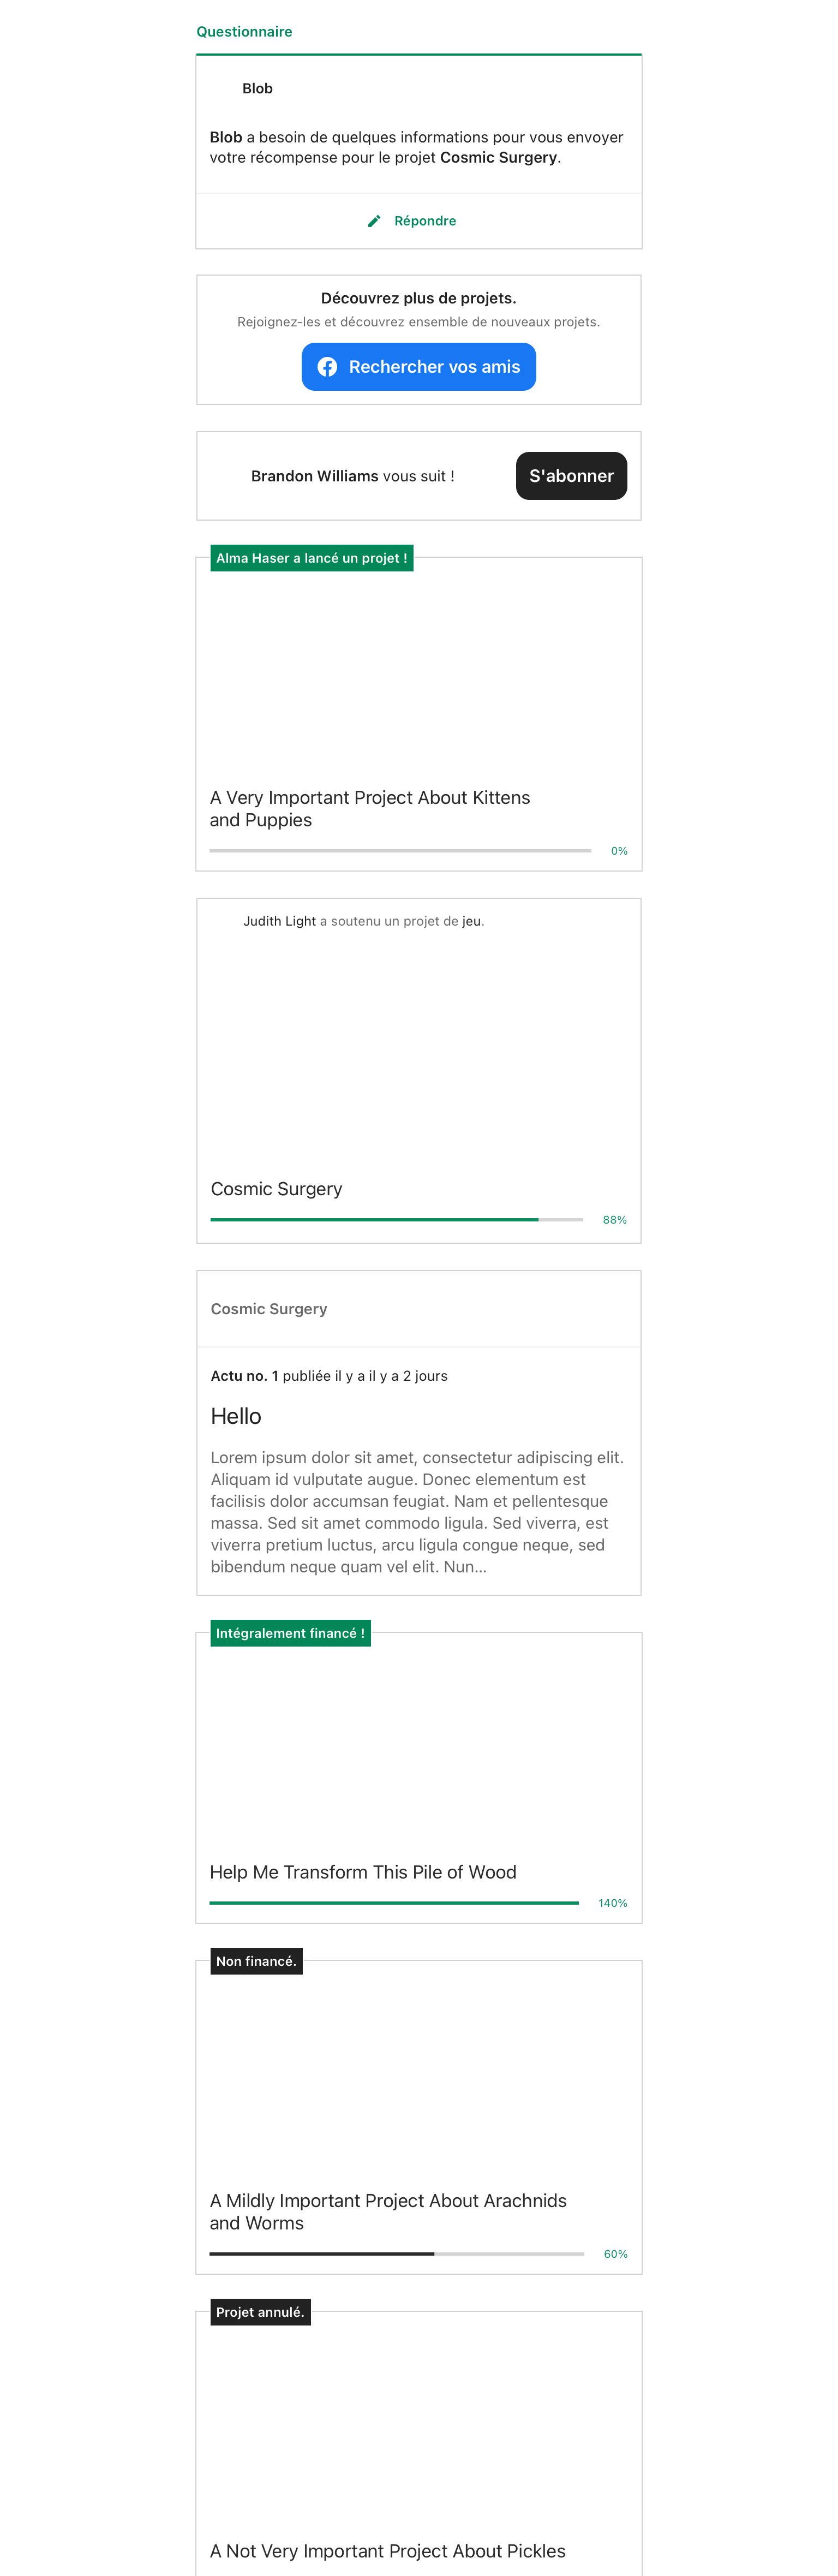 Questionnaire
Blob
Blob a besoin de quelques informations pour vous envoyer
votre récompense pour le projet Cosmic Surgery.
Répondre
Découvrez plus de projets.
Rejoignez-les et découvrez ensemble de nouveaux projets.
Rechercher vos amis
Brandon Williams vous suit !
S'abonner
Alma Haser a lancé un projet !
A Very Important Project About Kittens
and Puppies
0%
Judith Light a soutenu un projet de jeu.
Cosmic Surgery
88%
Cosmic Surgery
Actu no. 1 publiée il y a il y a 2 jours
Hello
Lorem ipsum dolor sit amet, consectetur adipiscing elit.
Aliquam id vulputate augue. Donec elementum est
facilisis dolor accumsan feugiat. Nam et pellentesque
massa. Sed sit amet commodo ligula. Sed viverra, est
viverra pretium luctus, arcu ligula congue neque, sed
bibendum neque quam vel elit. Nun...
Intégralement financé !
Help Me Transform This Pile of Wood
140%
Non financé.
A Mildly Important Project About Arachnids
and Worms
60%
Projet annulé.
A Not Very Important Project About Pickles